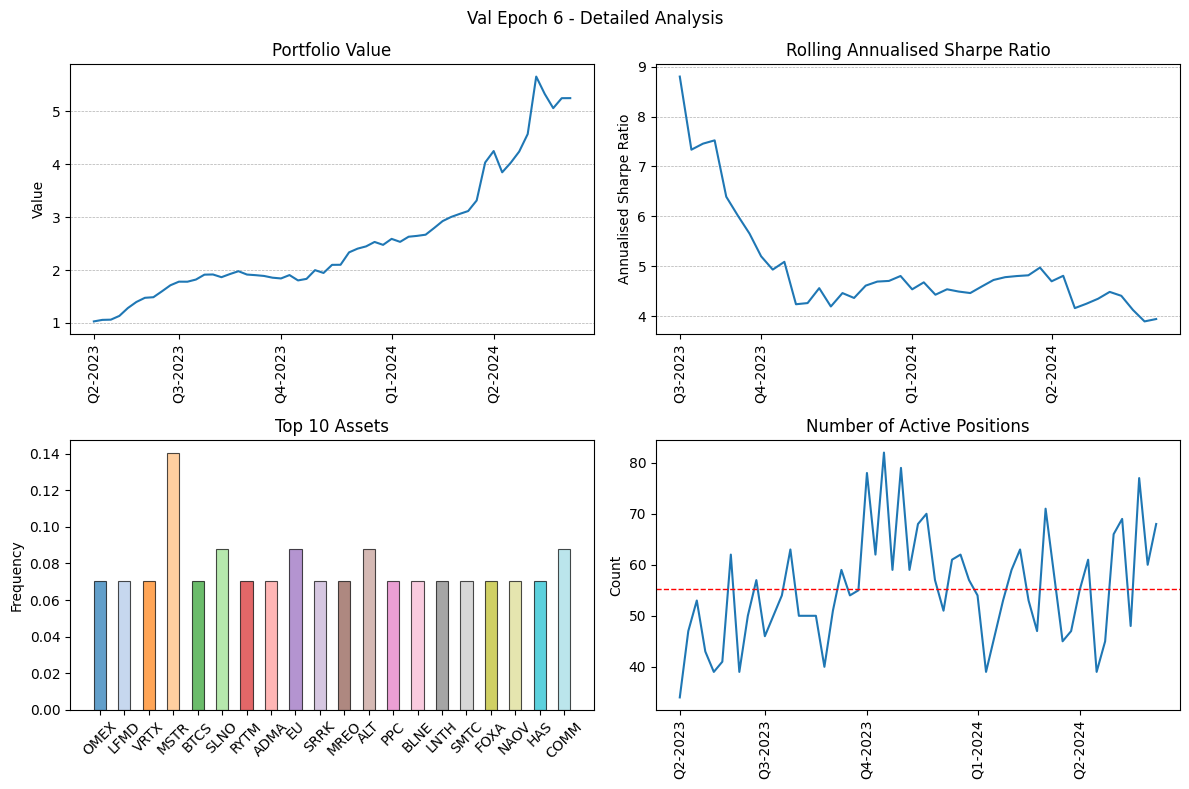 Val Epoch 6 - Detailed Analysis
Portfolio Value
Value
5
4
3
2
1
Q2-2023
Q3-2023
Q4-2023
Q1-2024
Q2-2024
Rolling Annualised Sharpe Ratio
Annualised Sharpe Ratio
9
8
7
6
5
4
Q3-2023
Q4-2023
Q1-2024
Q2-2024
Top 10 Assets
Frequency
0.14
0.12
0.10
0.08
0.06
0.04
0.02
0.00
OMEX
LFMD
VRTX
MSTR
BTCS
SLNO
RYTM
ADMA
EU
SRRK
MREO
ALT
PPC
BLNE
LNTH
SMTC
FOXA
NAOV
HAS
COMM
Number of Active Positions
Count
80
70
60
50
40
Q2-2023
Q3-2023
Q4-2023
Q1-2024
Q2-2024